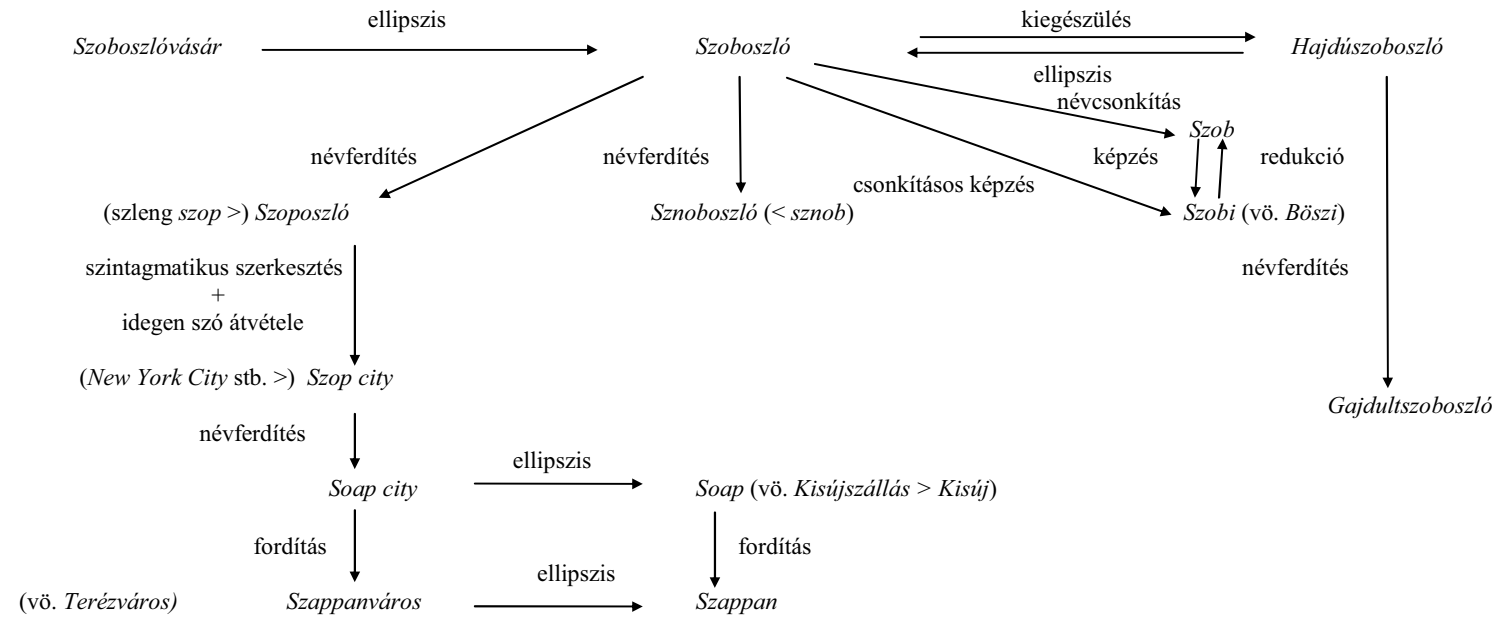 ellipszis
kiegészülés
Szoboszlóvásár
Szoboszló
Hajdúszoboszló
ellipszis
névcsonkítás
Szob
névferdítés
névferdítés
képzés
redukció
csonkításos képzés
(szleng szop >) Szoposzló
Sznoboszló (< sznob)
Szobi (vö. Böszi)
szintagmatikus szerkesztés
+
idegen szó átvétele
névferdítés
(New York City stb. >) Szop city
Gajdultszoboszló
névferdítés
ellipszis
Soap city
Soap (vö. Kisújszállás > Kisúj)
fordítás
fordítás
ellipszis
(vö. Terézváros)
Szappanváros
Szappan